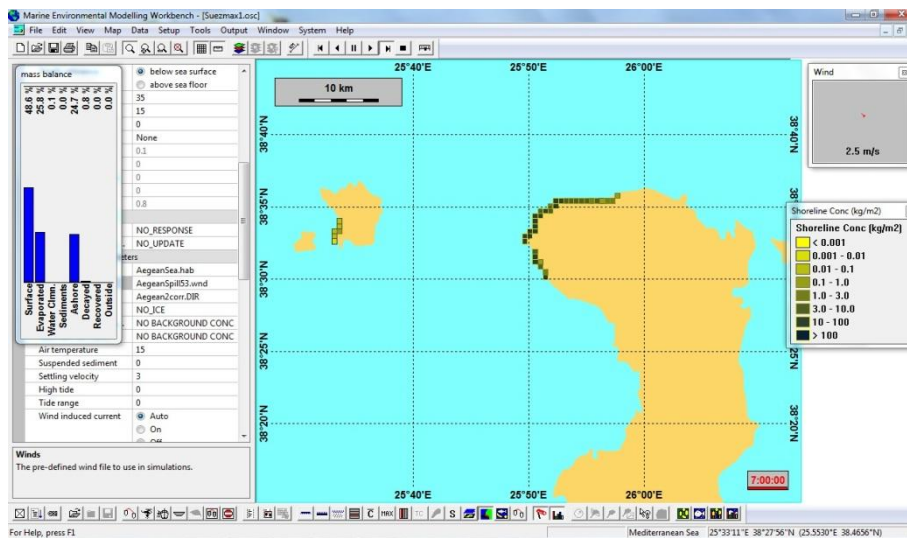 Marine Environmental Modelling Workbench - [Suezmax1.osc]
File Edit View Map Data Setup Tools Output Window System Help
mass balance
48.6 %
25.8 %
0.1 %
0.0 %
24.7 %
0.8 %
0.0 %
0.0 %
Surface
Evaporated
Water Clmn.
Sediments
Ashore
Decayed
Recovered
Outside
below sea surface
above sea floor
35
15
0
None
0.1
0
0
0
0.8
NO_RESPONSE
NO_UPDATE
AegeanSea.hab
AegeanSpill53.wnd
Aegean2corr.DIR
NO_ICE
NO BACKGROUND CONC
NO BACKGROUND CONC
Air temperature 15
Suspended sediment 0
Settling velocity 3
High tide 0
Tide range 0
Wind induced current Auto
On
Off
Winds
The pre-defined wind file to use in simulations.
25°40'E 25°50'E 26°00'E
10 km
38°40'N 38°40'N
38°35'N
38°30'N
38°25'N
38°20'N 38°20'N
25°40'E 25°50'E 26°00'E
7:00:00
Wind
2.5 m/s
Shoreline Conc (kg/m2)
Shoreline Conc (kg/m2)
< 0.001
0.001 - 0.01
0.01 - 0.1
0.1 - 1.0
1.0 - 3.0
3.0 - 10.0
10 - 100
> 100
For Help, press F1
Mediterranean Sea 25°33'11"E 38°27'56"N (25.5530°E 38.4656°N)